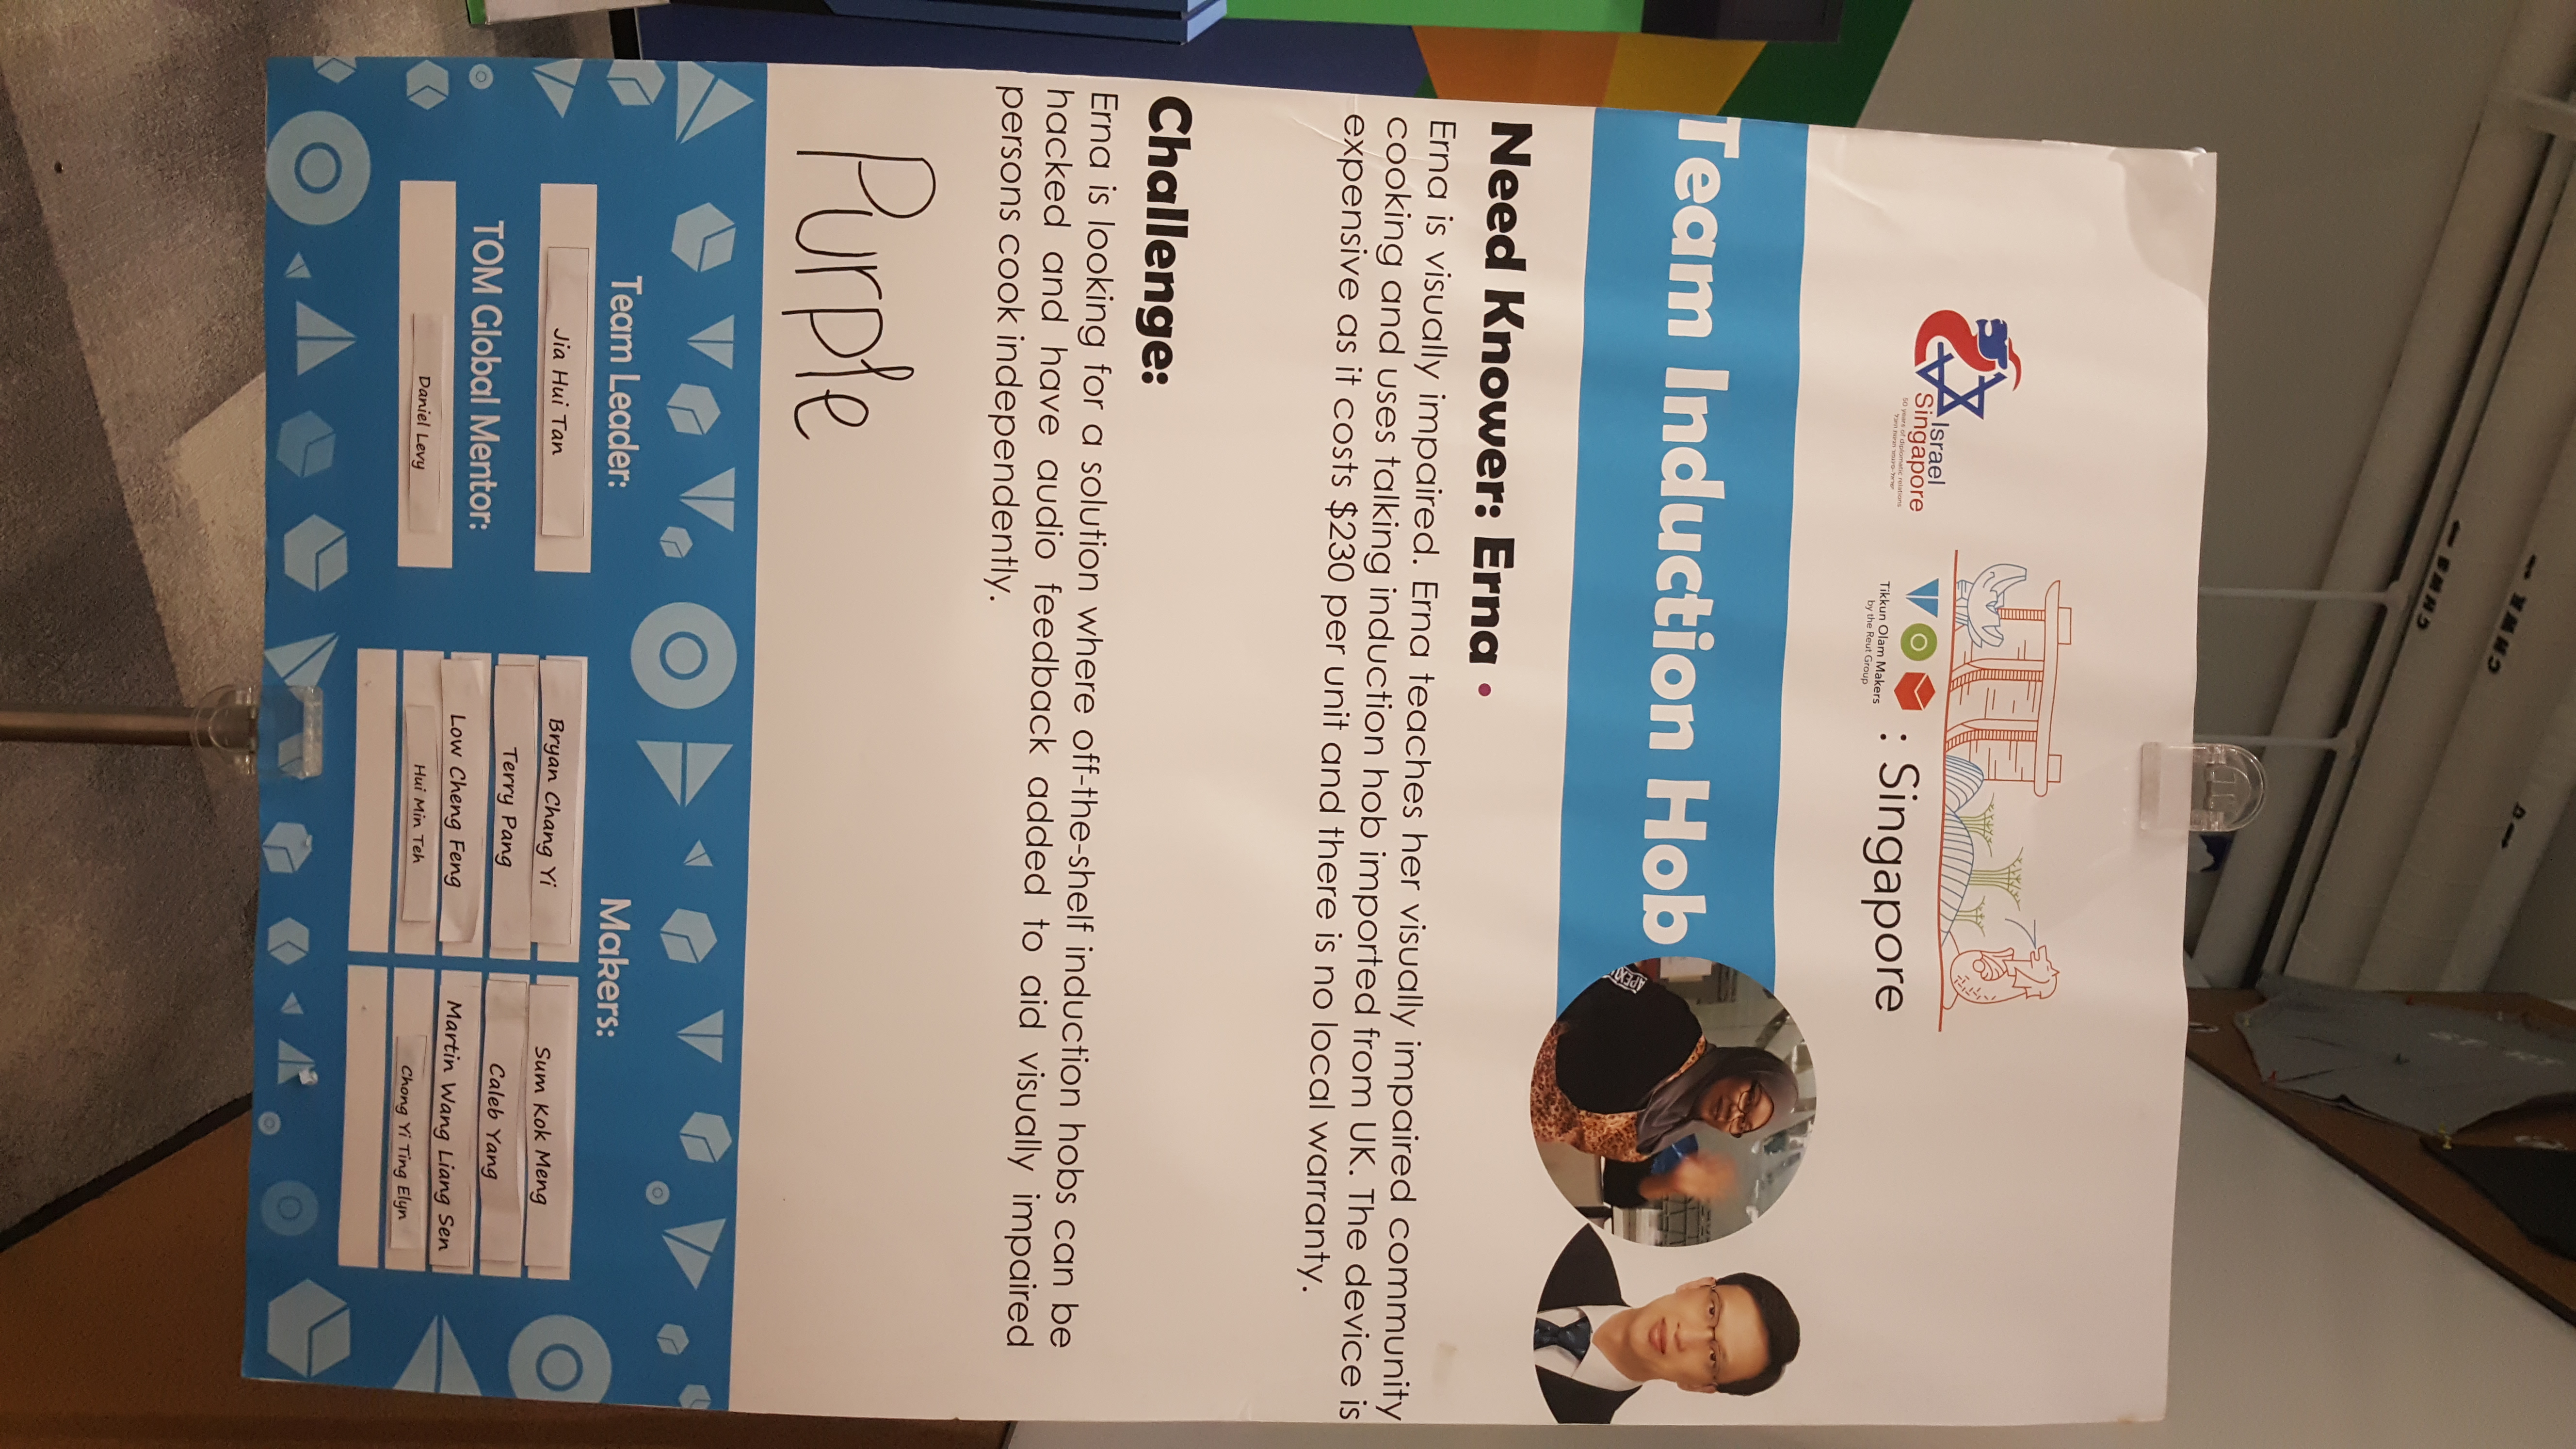 CHWR
CHWS
Israel
Singapore
50 years of diplomatic relations
Tikkun Olam Makers
by the Reut Group
: Singapore
Team Induction Hob
APEX
Need Knower: Erna •
Erna is visually impaired. Erna teaches her visually impaired community
cooking and uses talking induction hob imported from UK. The device is
expensive as it costs $230 per unit and there is no local warranty.
Challenge:
Erna is looking for a solution where off-the-shelf induction hobs can be
hacked and have audio feedback added to aid visually impaired
persons cook independently.
Purple
Team Leader:
Jia Hui Tan
TOM Global Mentor:
Daniel Levy
Makers:
Bryan Chang Yi
Sum Kok Meng
Terry Pang
Caleb Yang
Low Cheng Feng
Martin Wang Liang Sen
Hui Min Teh
Chong Yi Ting Elyn